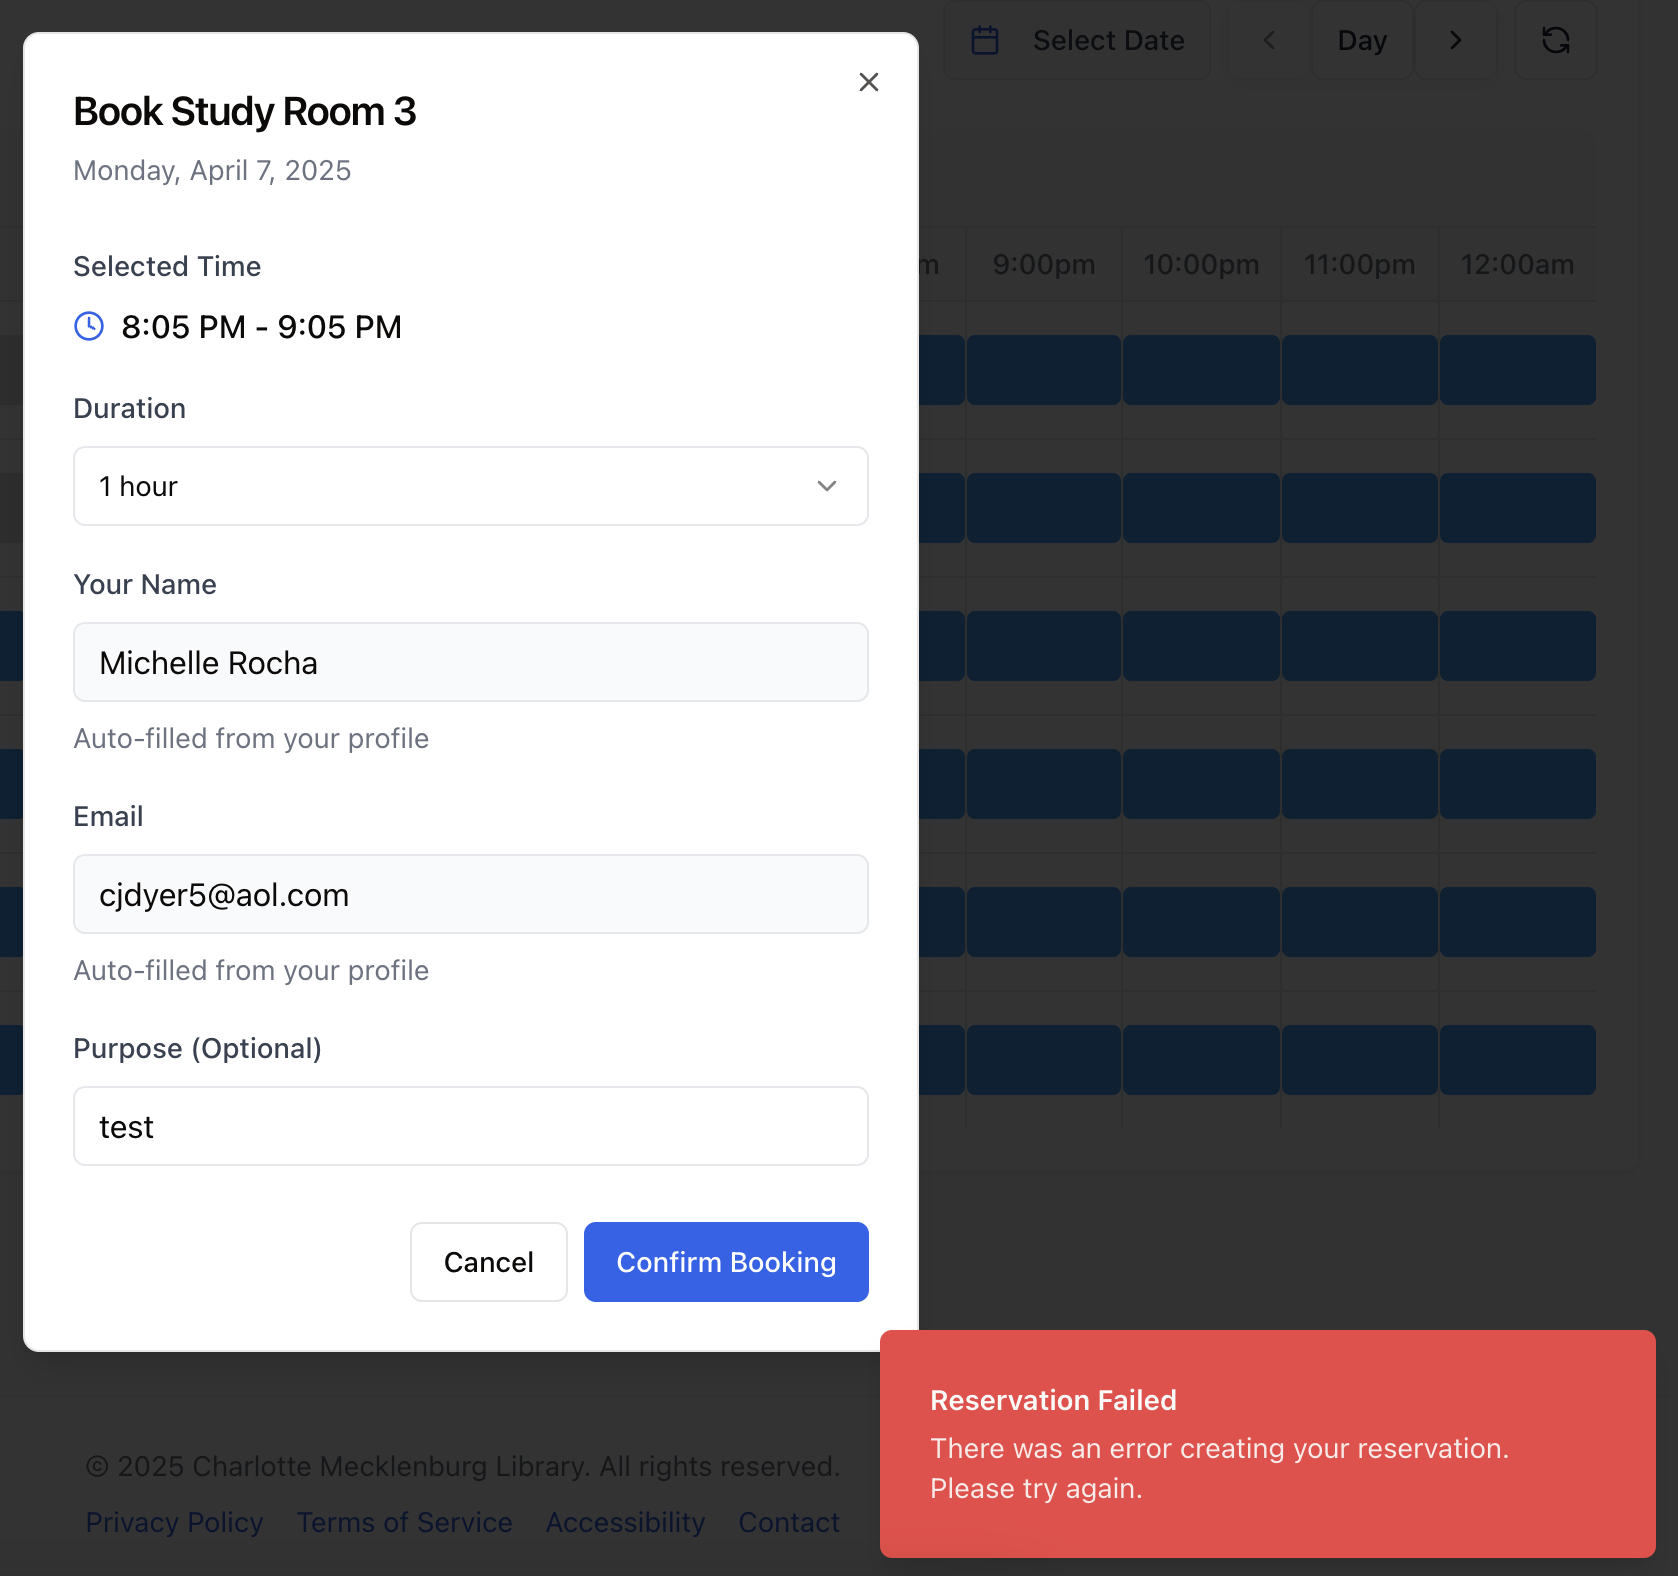 Select Date
Day
Book Study Room 3
Monday, April 7, 2025
Selected Time
8:05 PM - 9:05 PM
m 9:00pm 10:00pm 11:00pm 12:00am
Duration
1 hour
Your Name
Michelle Rocha
Auto-filled from your profile
Email
cjdyer5@aol.com
Auto-filled from your profile
Purpose (Optional)
test
Cancel
Confirm Booking
Reservation Failed
There was an error creating your reservation.
Please try again.
© 2025 Charlotte Mecklenburg Library. All rights reserved.
Privacy Policy Terms of Service Accessibility Contact